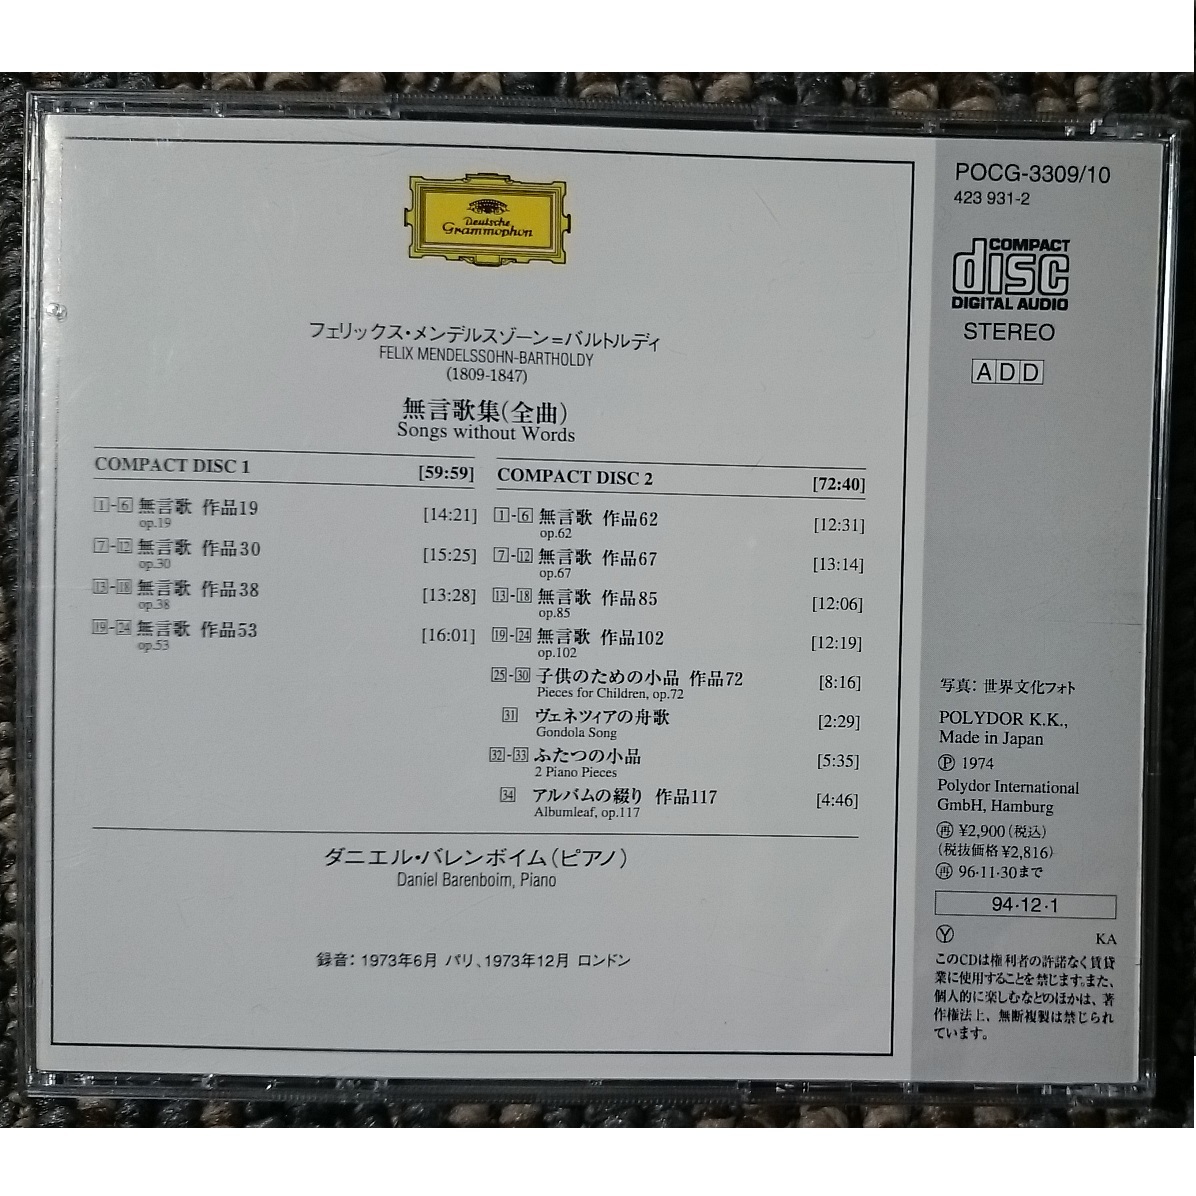 Deutsche
Grammophon
フェリックス・メンデルスゾーン=バルトルディ
FELIX MENDELSSOHN-BARTHOLDY
(1809-1847)
無言歌集(全曲)
Songs without Words
COMPACT DISC 1 [59:59]
1-6 無言歌 作品19 [14:21]
op.19
7-12 無言歌 作品30 [15:25]
op.30
13-18 無言歌 作品38 [13:28]
op.38
19-24 無言歌 作品53 [16:01]
op.53
COMPACT DISC 2 [72:40]
1-6 無言歌 作品62 [12:31]
op.62
7-12 無言歌 作品67 [13:14]
op.67
13-18 無言歌 作品85 [12:06]
op.85
19-24 無言歌 作品102 [12:19]
op.102
25-30 子供のための小品 作品72 [8:16]
Pieces for Children, op.72
31 ヴェネツィアの舟歌 [2:29]
Gondola Song
32-33 ふたつの小品 [5:35]
2 Piano Pieces
34 アルバムの綴り 作品117 [4:46]
Albumleaf, op.117
ダニエル・バレンボイム(ピアノ)
Daniel Barenboim, Piano
録音: 1973年6月 パリ、1973年12月 ロンドン
POCG-3309/10
423 931-2
COMPACT
disc
DIGITAL AUDIO
STEREO
ADD
写真: 世界文化フォト
POLYDOR K.K.,
Made in Japan
Ⓟ 1974
Polydor International
GmbH, Hamburg
㊢ ¥2,900 (税込)
(税抜価格¥2,816)
㊢ 96・11・30まで
94・12・1
Ⓨ KA
このCDは権利者の許諾なく賃貸
業に使用することを禁じます。また、
個人的に楽しむなどのほかは、著
作権法上、無断複製は禁じられ
ています。